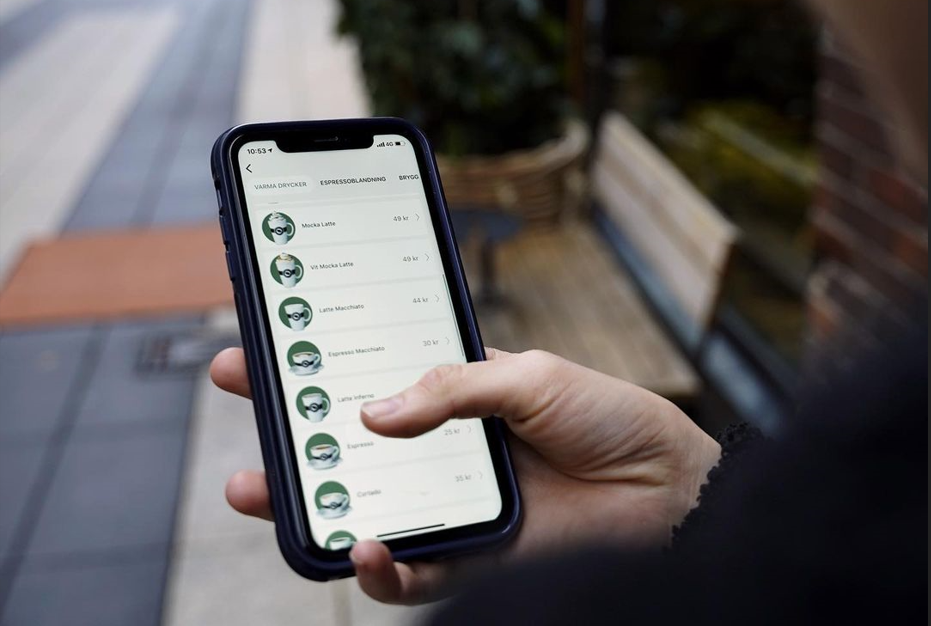 10:53 4G
VARMA DRYCKER ESPRESSOBLANDNING BRYGG
Mocka Latte 49 kr
Vit Mocka Latte 49 kr
Latte Macchiato 44 kr
Espresso Macchiato 30 kr
Latte Inferno
Espresso 25 kr
Cortado 35 kr